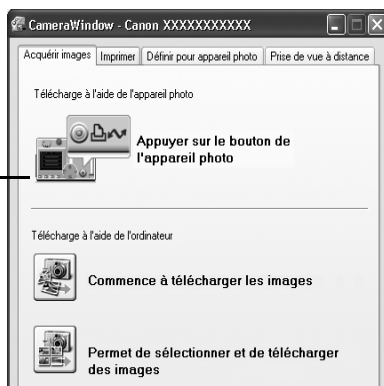 CameraWindow - Canon XXXXXXXXXXX
Acquérir images Imprimer Définir pour appareil photo Prise de vue à distance
Télécharge à l'aide de l'appareil photo
Appuyer sur le bouton de
l'appareil photo
Télécharge à l'aide de l'ordinateur
Commence à télécharger les images
Permet de sélectionner et de télécharger
des images